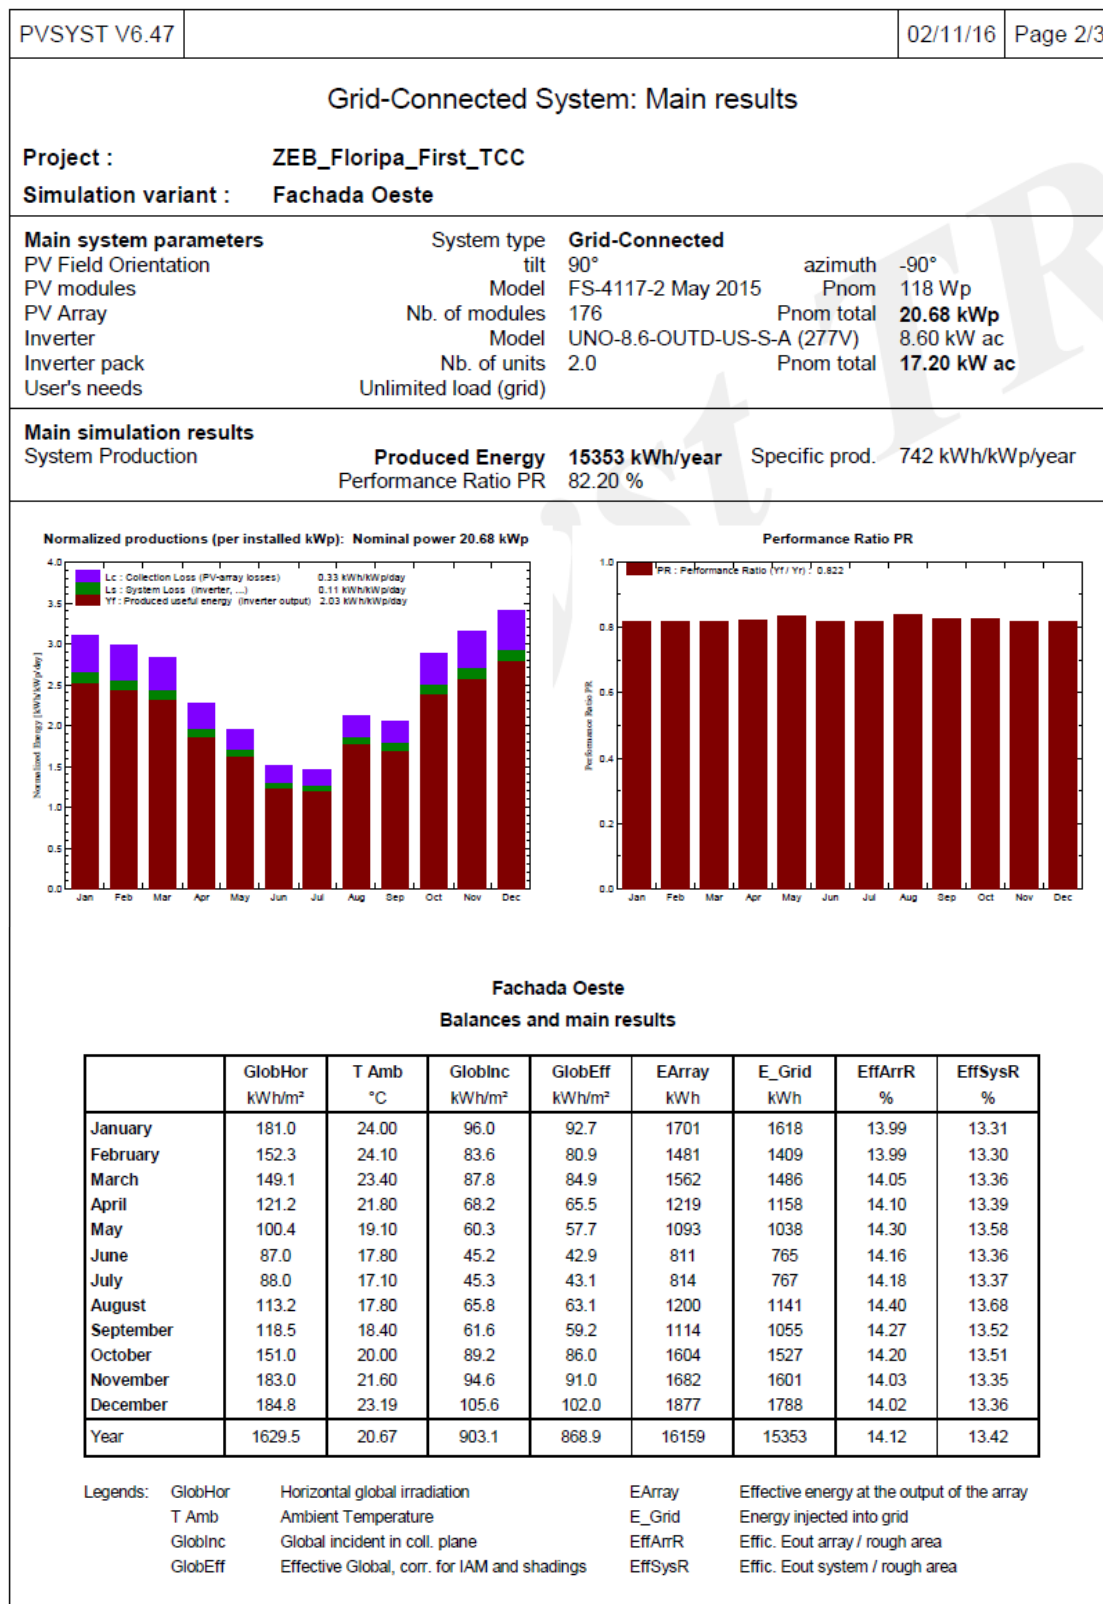 PVSYST V6.47 02/11/16 Page 2/3
Grid-Connected System: Main results
Project : ZEB_Floripa_First_TCC
Simulation variant : Fachada Oeste
Main system parameters System type Grid-Connected
PV Field Orientation tilt 90° azimuth -90°
PV modules Model FS-4117-2 May 2015 Pnom 118 Wp
PV Array Nb. of modules 176 Pnom total 20.68 kWp
Inverter Model UNO-8.6-OUTD-US-S-A (277V) 8.60 kW ac
Inverter pack Nb. of units 2.0 Pnom total 17.20 kW ac
User's needs Unlimited load (grid)
Main simulation results
System Production Produced Energy 15353 kWh/year Specific prod. 742 kWh/kWp/year
Performance Ratio PR 82.20 %
Normalized productions (per installed kWp): Nominal power 20.68 kWp
Lc : Collection Loss (PV-array losses) 0.33 kWh/kWp/day
Ls : System Loss (inverter, ...) 0.11 kWh/kWp/day
Yf : Produced useful energy (inverter output) 2.03 kWh/kWp/day
Normalized Energy [kWh/kWp/day]
4.0
3.5
3.0
2.5
2.0
1.5
1.0
0.5
0.0
Jan Feb Mar Apr May Jun Jul Aug Sep Oct Nov Dec
Performance Ratio PR
PR : Performance Ratio (Yf / Yr) : 0.822
Performance Ratio PR
1.0
0.8
0.6
0.4
0.2
0.0
Jan Feb Mar Apr May Jun Jul Aug Sep Oct Nov Dec
Fachada Oeste
Balances and main results
GlobHor T Amb GlobInc GlobEff EArray E_Grid EffArrR EffSysR
kWh/m² °C kWh/m² kWh/m² kWh kWh % %
January 181.0 24.00 96.0 92.7 1701 1618 13.99 13.31
February 152.3 24.10 83.6 80.9 1481 1409 13.99 13.30
March 149.1 23.40 87.8 84.9 1562 1486 14.05 13.36
April 121.2 21.80 68.2 65.5 1219 1158 14.10 13.39
May 100.4 19.10 60.3 57.7 1093 1038 14.30 13.58
June 87.0 17.80 45.2 42.9 811 765 14.16 13.36
July 88.0 17.10 45.3 43.1 814 767 14.18 13.37
August 113.2 17.80 65.8 63.1 1200 1141 14.40 13.68
September 118.5 18.40 61.6 59.2 1114 1055 14.27 13.52
October 151.0 20.00 89.2 86.0 1604 1527 14.20 13.51
November 183.0 21.60 94.6 91.0 1682 1601 14.03 13.35
December 184.8 23.19 105.6 102.0 1877 1788 14.02 13.36
Year 1629.5 20.67 903.1 868.9 16159 15353 14.12 13.42
Legends: GlobHor Horizontal global irradiation EArray Effective energy at the output of the array
T Amb Ambient Temperature E_Grid Energy injected into grid
GlobInc Global incident in coll. plane EffArrR Effic. Eout array / rough area
GlobEff Effective Global, corr. for IAM and shadings EffSysR Effic. Eout system / rough area